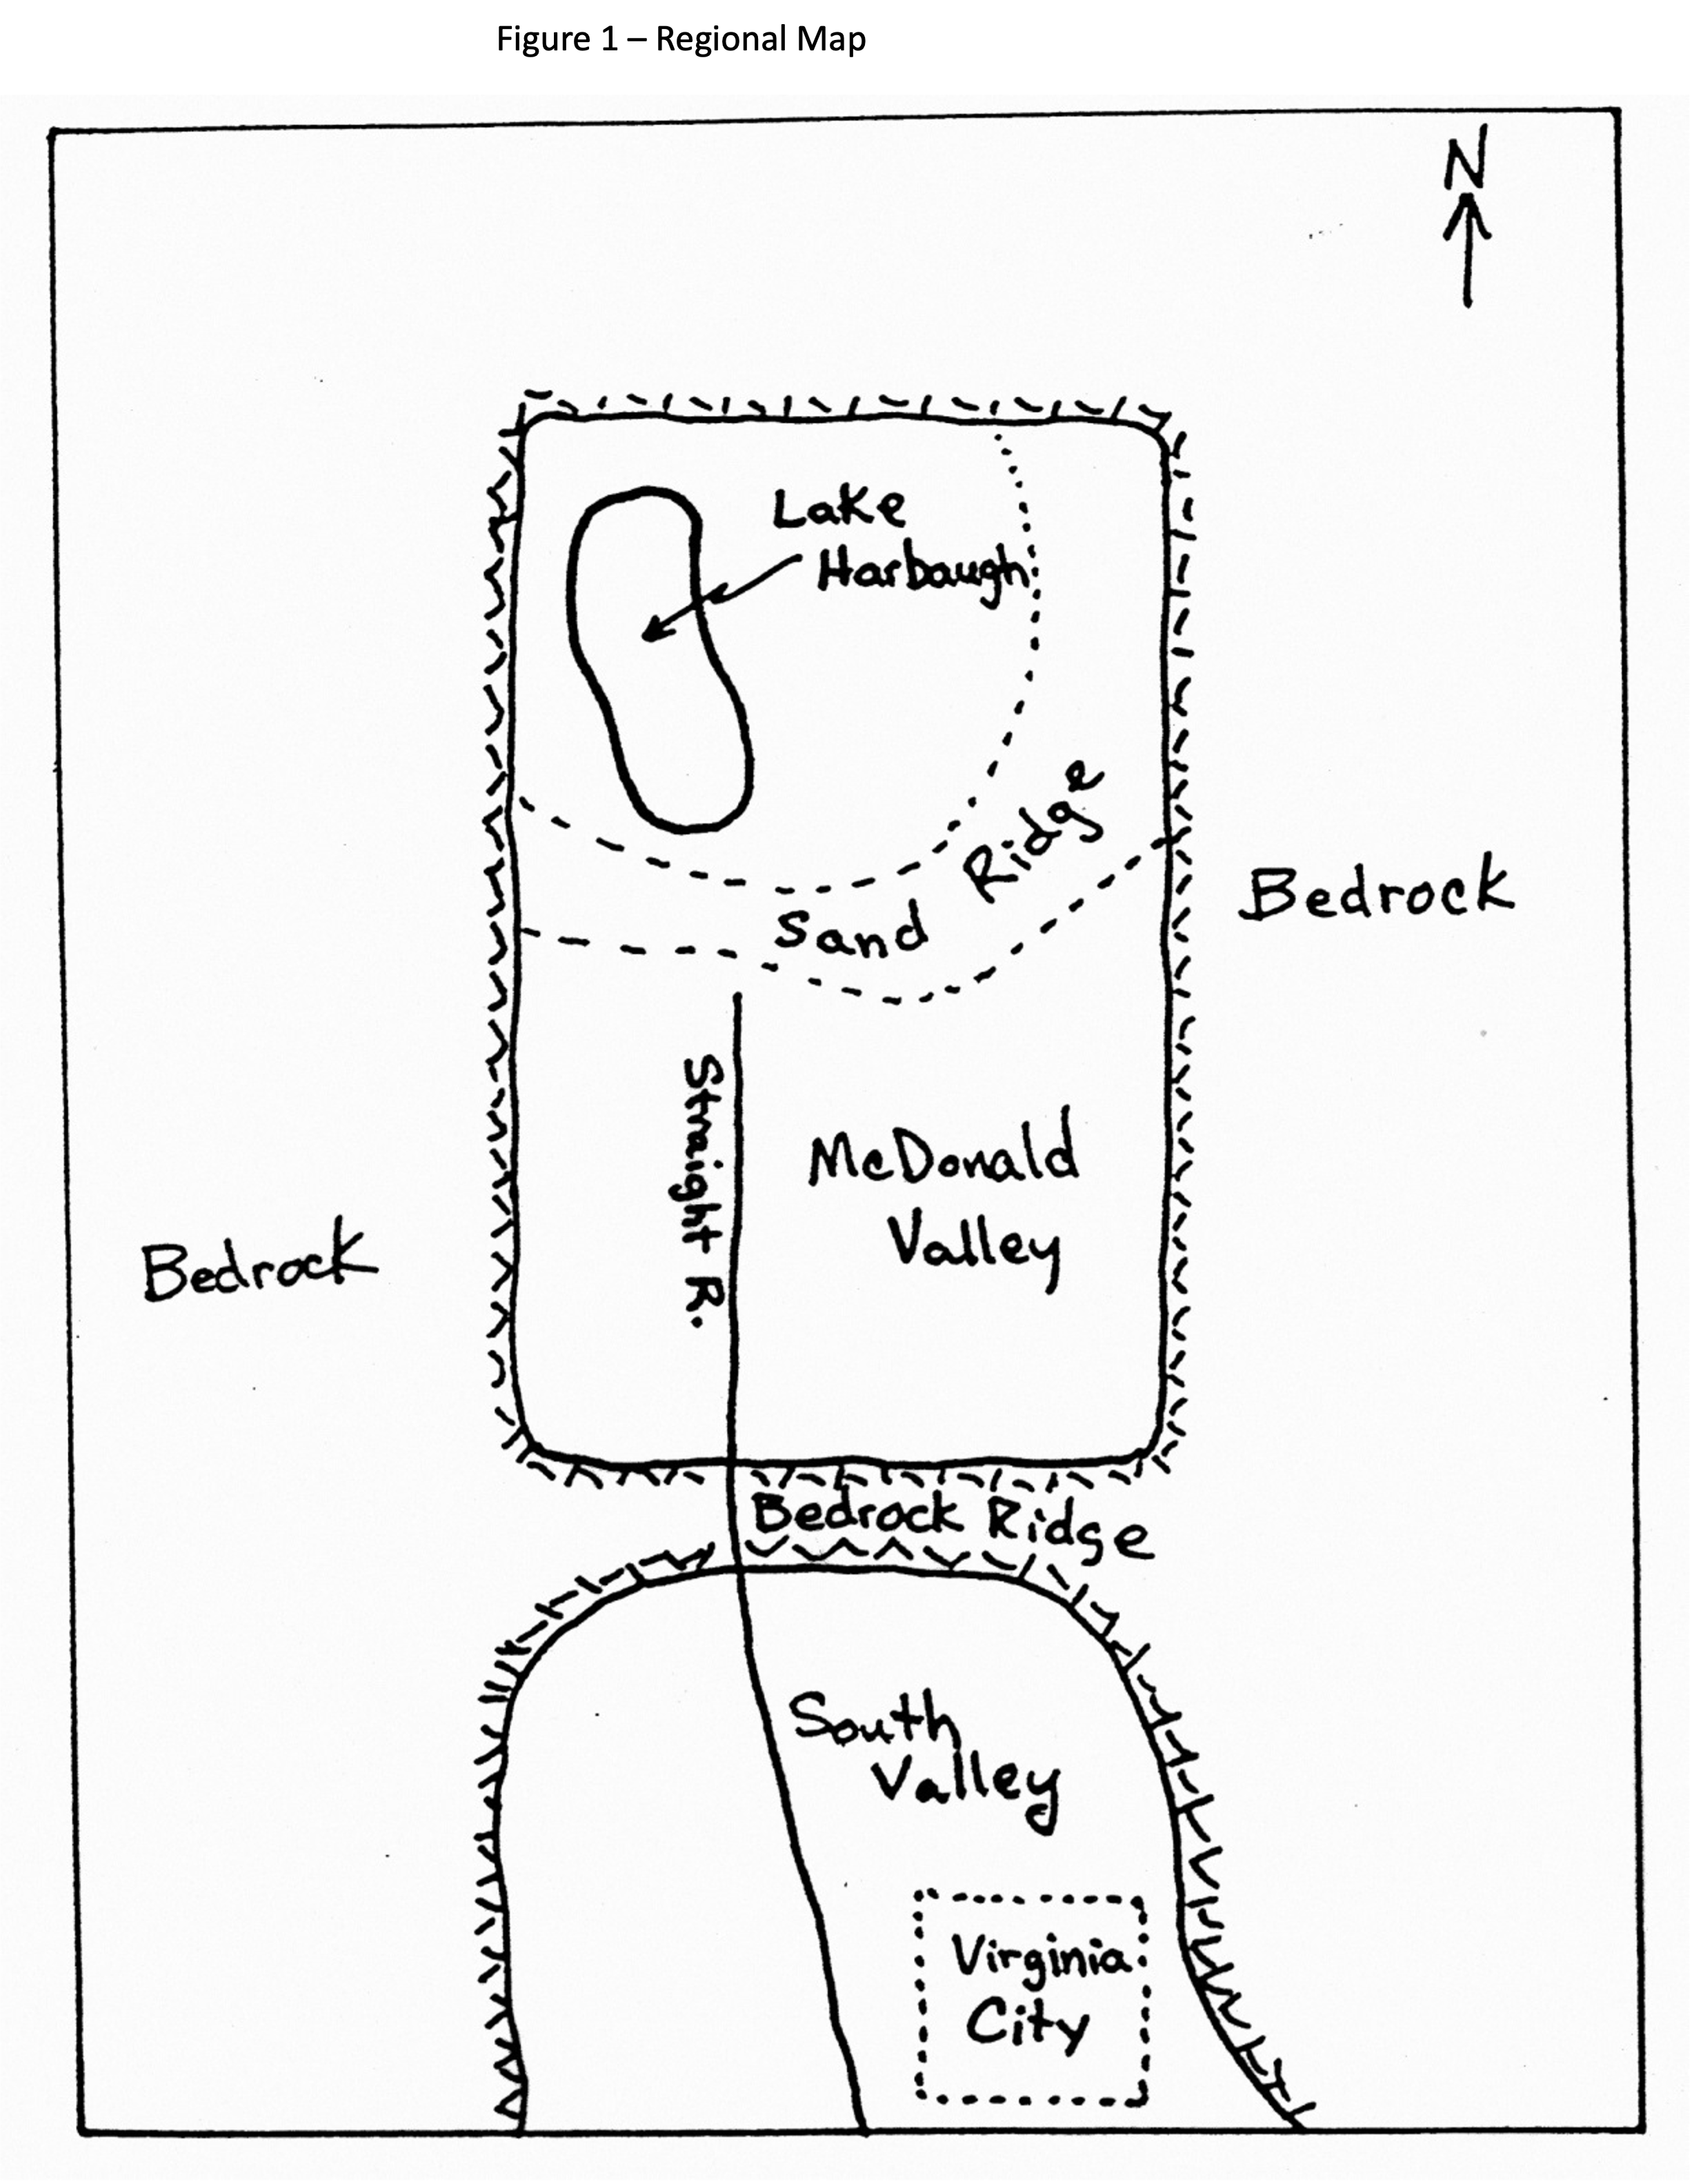 Figure 1 – Regional Map
N
Lake
Harbaugh
Sand Ridge
Bedrock
Straight R.
McDonald
Valley
Bedrock
Bedrock Ridge
South
Valley
Virginia
City